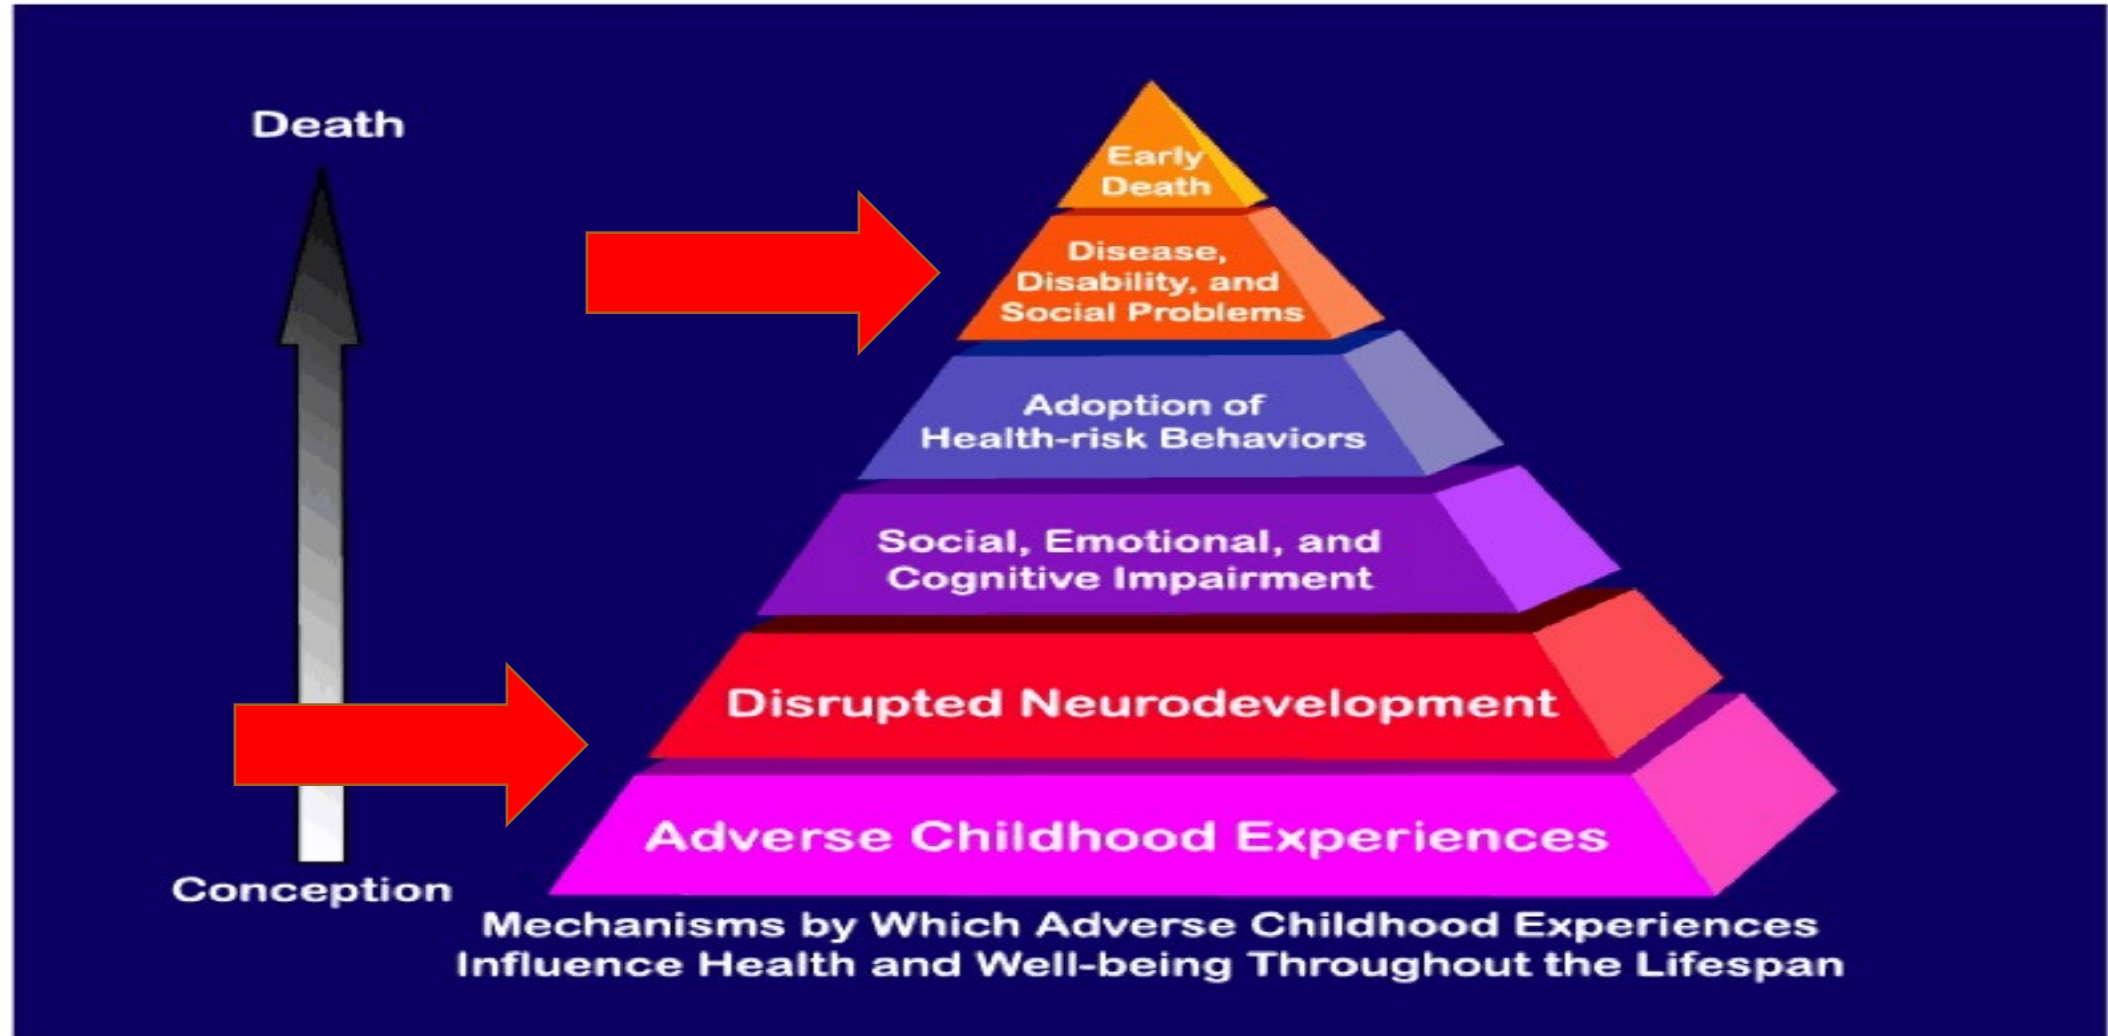 Death
Early
Death
Disease,
Disability, and
Social Problems
Adoption of
Health-risk Behaviors
Social, Emotional, and
Cognitive Impairment
Disrupted Neurodevelopment
Adverse Childhood Experiences
Conception
Mechanisms by Which Adverse Childhood Experiences
Influence Health and Well-being Throughout the Lifespan